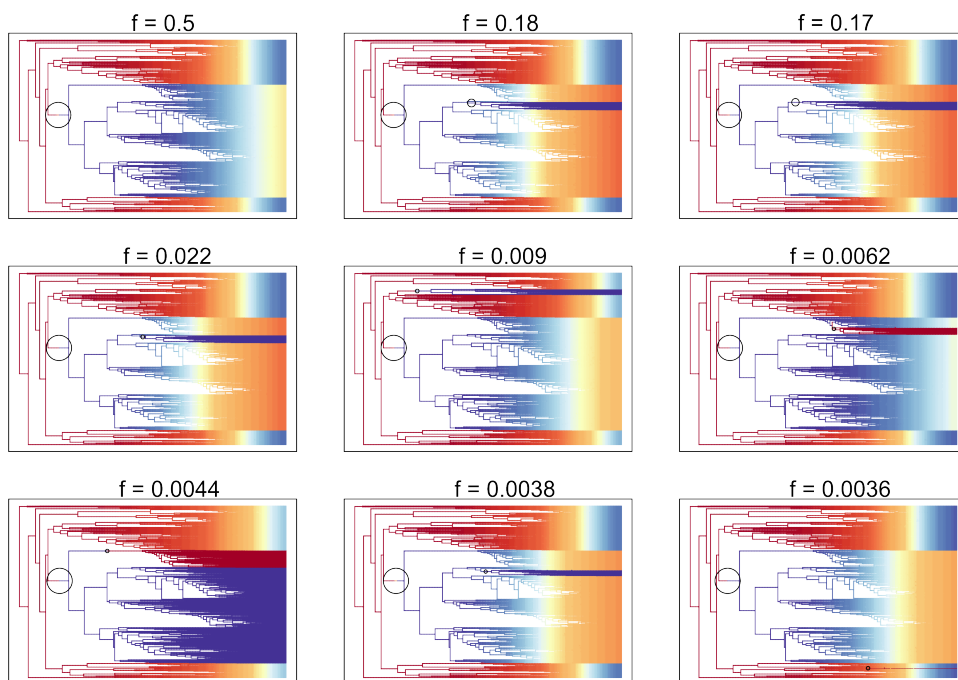 f = 0.5
f = 0.18
f = 0.17
f = 0.022
f = 0.009
f = 0.0062
f = 0.0044
f = 0.0038
f = 0.0036